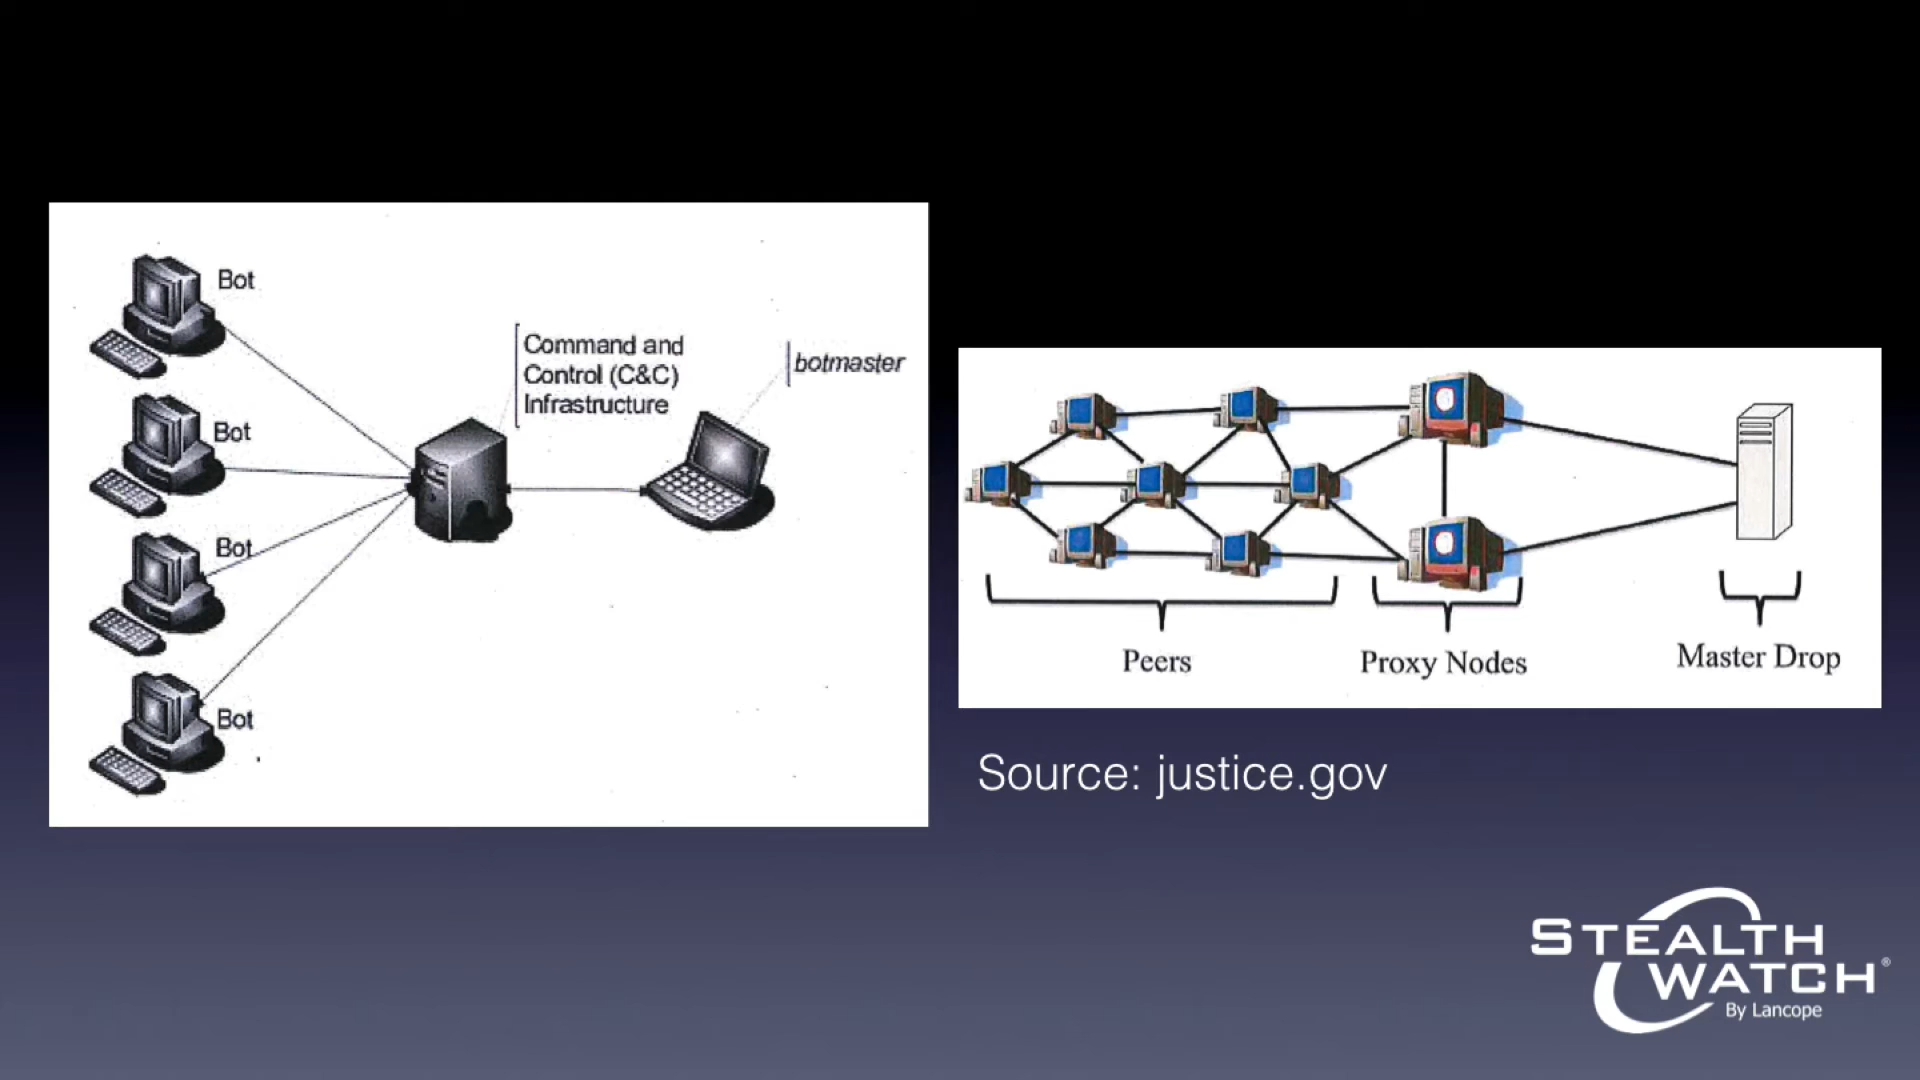 Bot
Bot
Bot
Bot
Command and
Control (C&C)
Infrastructure
botmaster
Peers
Proxy Nodes
Master Drop
Source: justice.gov
STEALTH
WATCH®
By Lancope